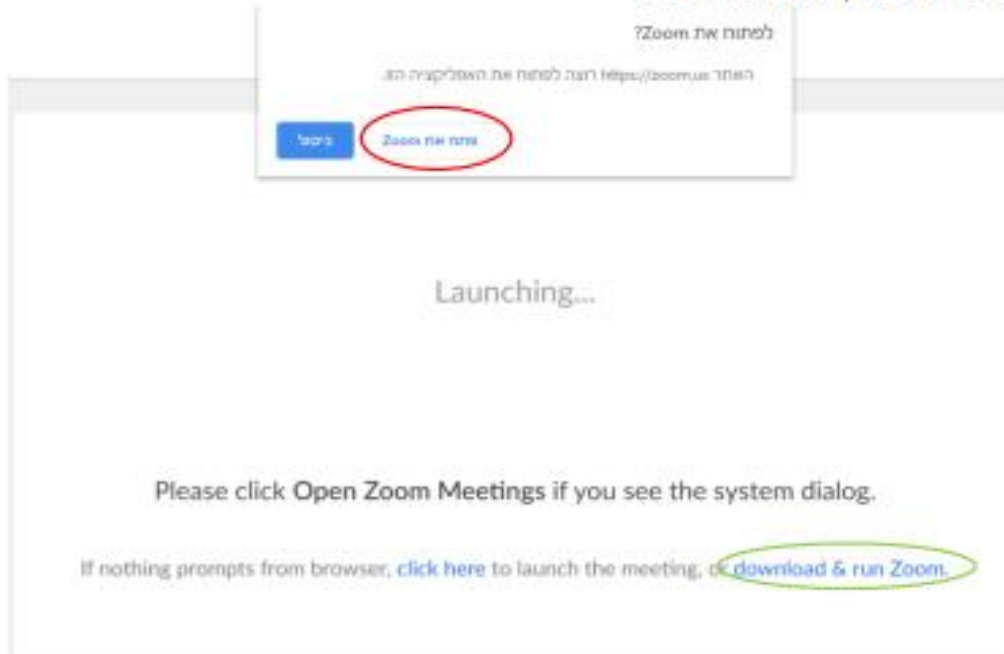 לפתוח את Zoom?
האתר https://zoom.us רוצה לפתוח את האפליקציה הזו.
פתח את Zoom
ביטול
Launching...
Please click Open Zoom Meetings if you see the system dialog.
If nothing prompts from browser, click here to launch the meeting, or download & run Zoom.